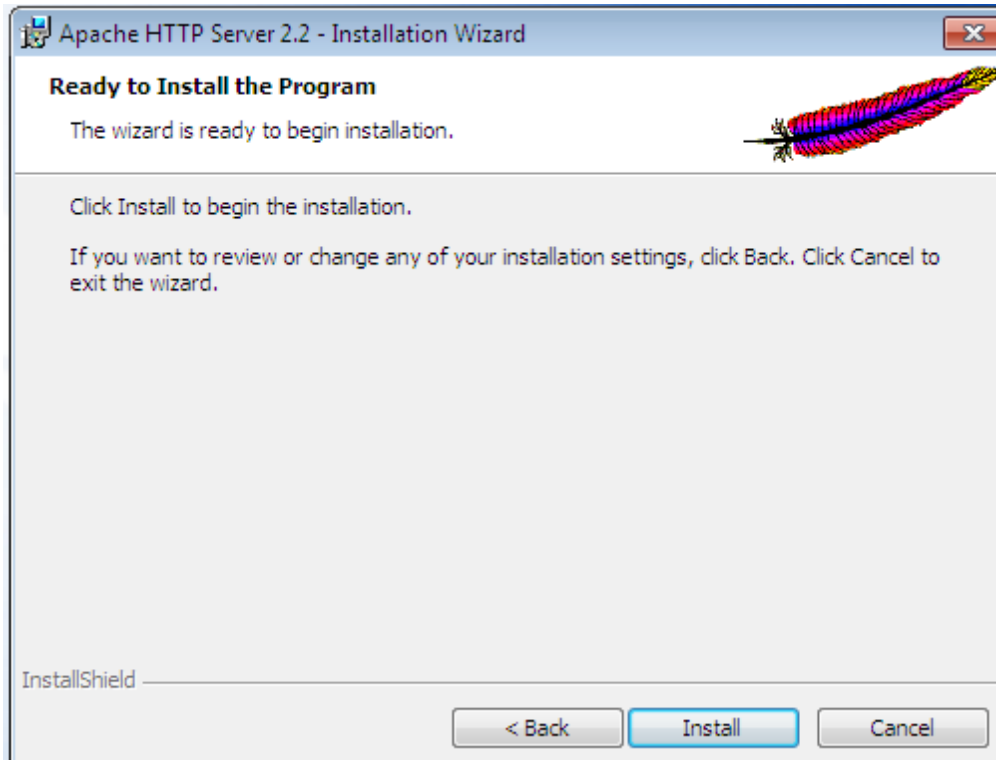 Apache HTTP Server 2.2 - Installation Wizard
Ready to Install the Program
The wizard is ready to begin installation.
Click Install to begin the installation.
If you want to review or change any of your installation settings, click Back. Click Cancel to
exit the wizard.
InstallShield
< Back Install Cancel